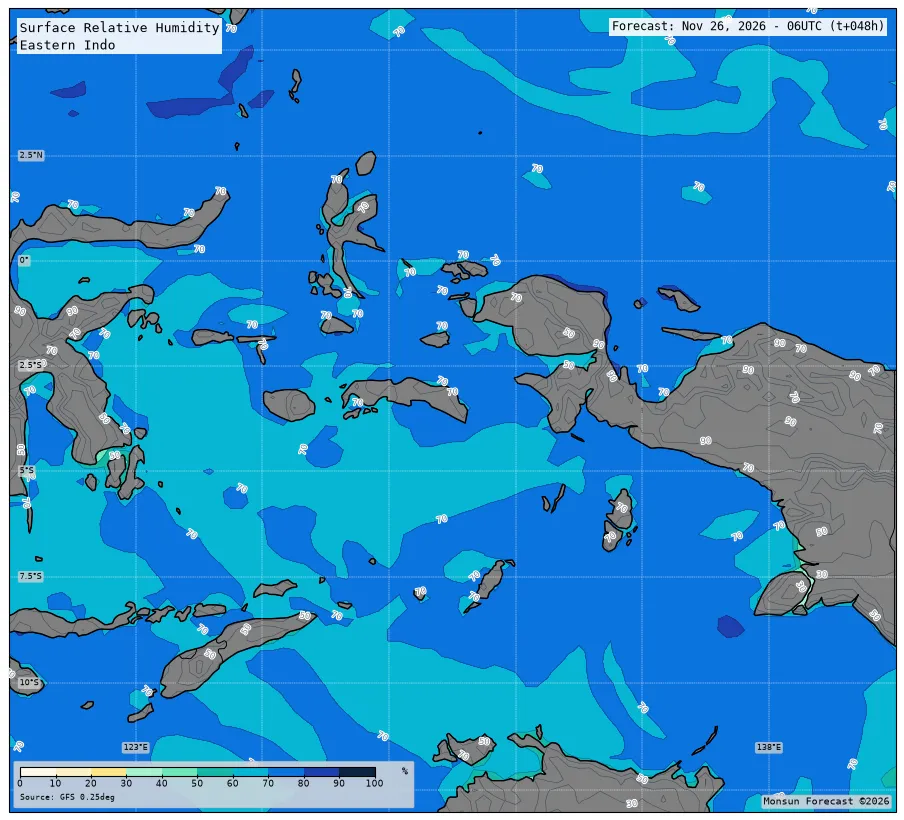 Surface Relative Humidity
Eastern Indo
Forecast: Nov 26, 2026 - 06UTC (t+048h)
2.5°N
0°
2.5°S
5°S
7.5°S
10°S
123°E
138°E
0 10 20 30 40 50 60 70 80 90 100 %
Source: GFS 0.25deg
Monsun Forecast ©2026